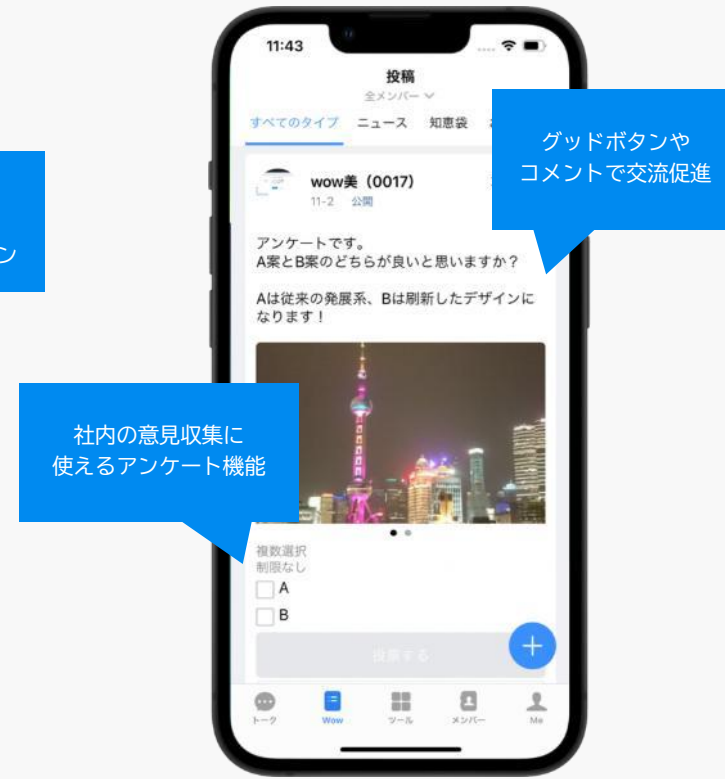 11:43
投稿
全メンバー
すべてのタイプ ニュース 知恵袋
グッドボタンや
コメントで交流促進
wow美（0017）
11-2 公開
ン
アンケートです。
A案とB案のどちらが良いと思いますか？
Aは従来の発展系、Bは刷新したデザインに
なります！
社内の意見収集に
使えるアンケート機能
複数選択
制限なし
A
B
投票する
トーク Wow ツール メンバー Me